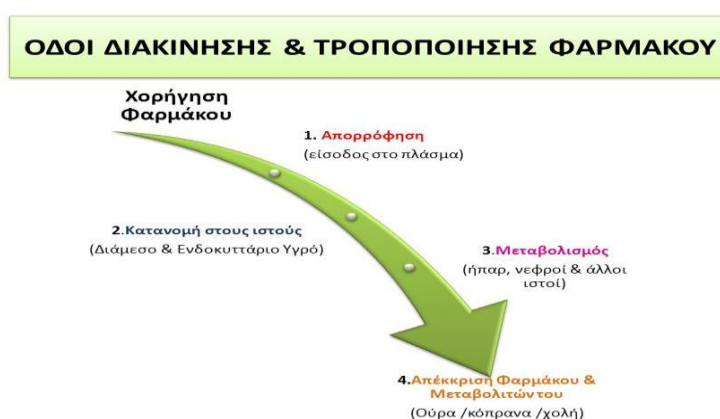 ΟΔΟΙ ΔΙΑΚΙΝΗΣΗΣ & ΤΡΟΠΟΠΟΙΗΣΗΣ ΦΑΡΜΑΚΟΥ
Χορήγηση
Φαρμάκου
1. Απορρόφηση
(είσοδος στο πλάσμα)
2.Κατανομή στους ιστούς
(Διάμεσο & Ενδοκυττάριο Υγρό)
3.Μεταβολισμός
(ήπαρ, νεφροί & άλλοι
ιστοί)
4.Απέκκριση Φαρμάκου &
Μεταβολιτών του
(Ούρα /κόπρανα /χολή)